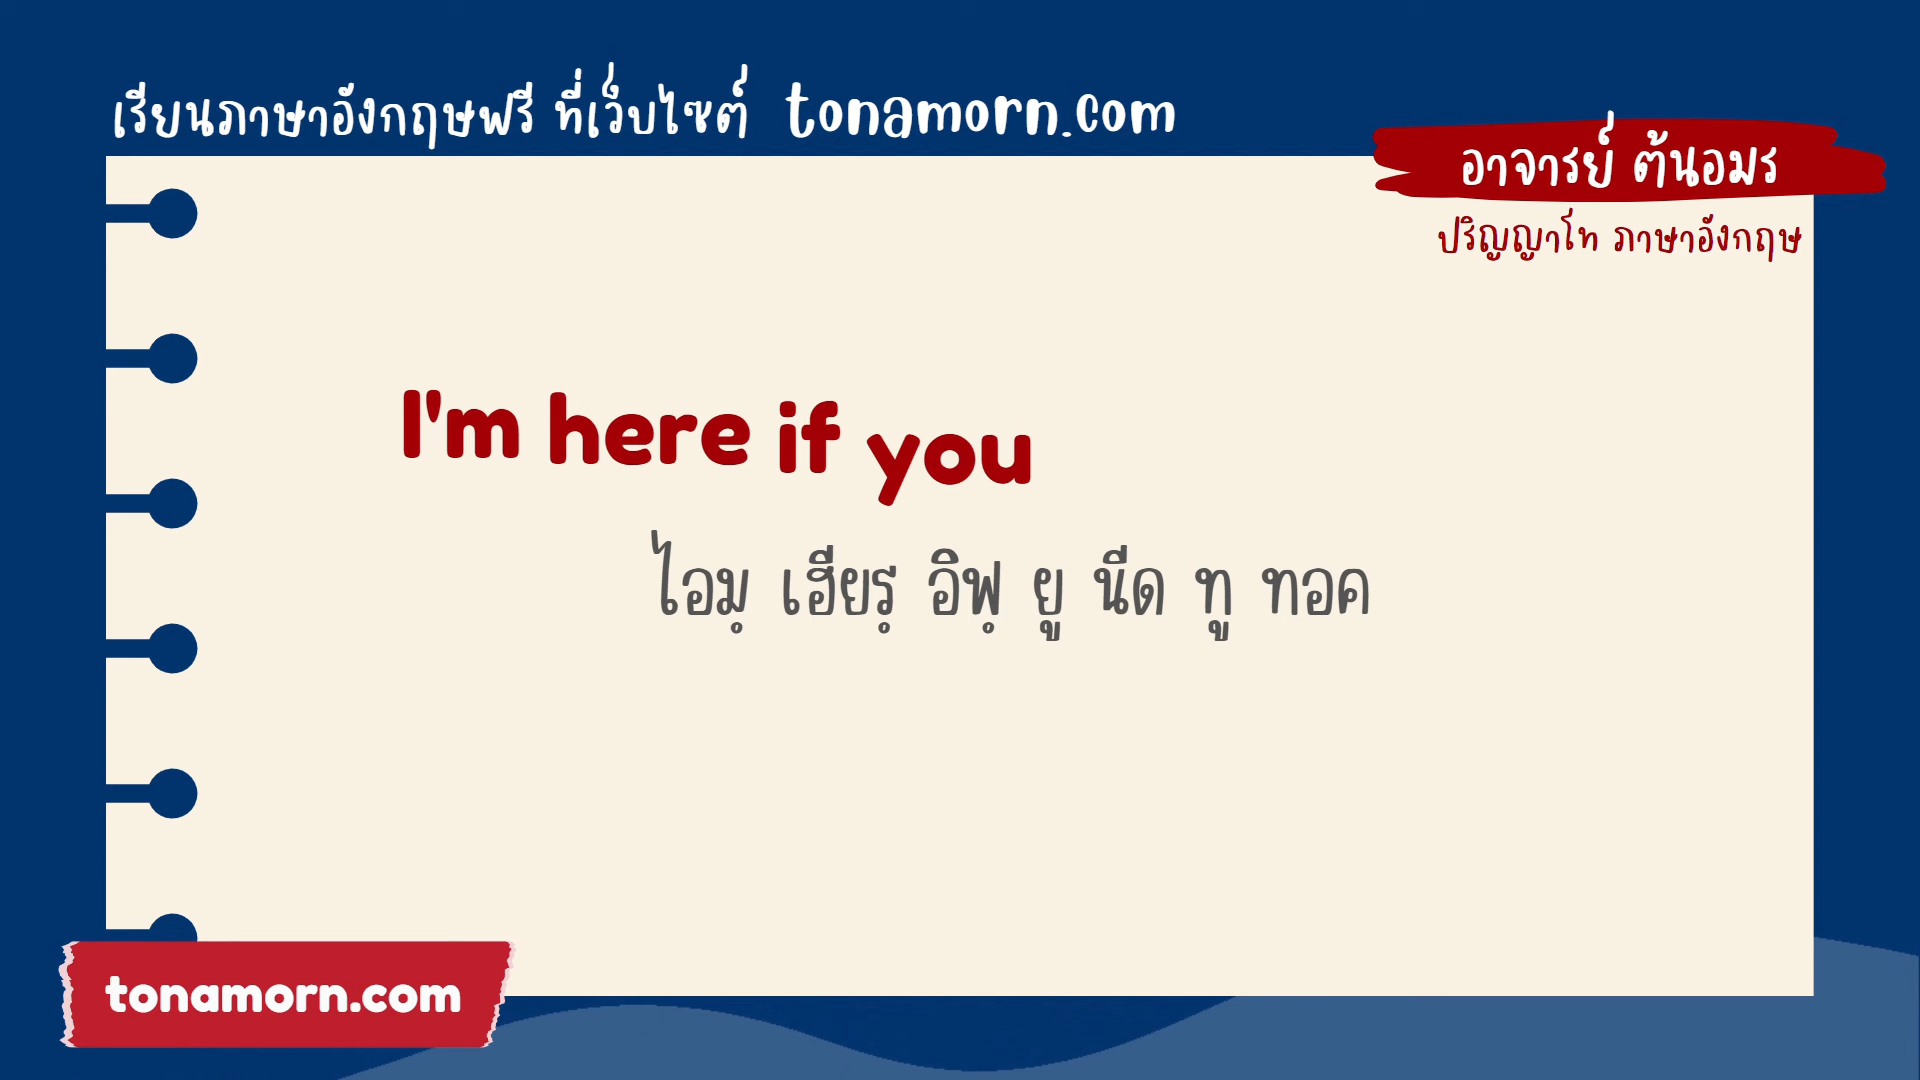 เรียนภาษาอังกฤษฟรี ที่เว็บไซต์ tonamorn.com
อาจารย์ ต้นอมร
ปริญญาโท ภาษาอังกฤษ
I'm here if you
ไอมฺ เฮียรฺ อิฟฺ ยู นีด ทู ทอค
tonamorn.com